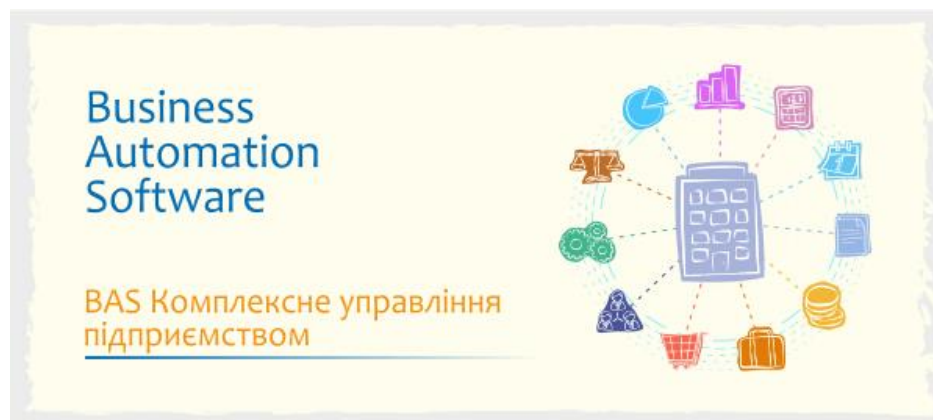 Business
Automation
Software
BAS Комплексне управління
підприємством